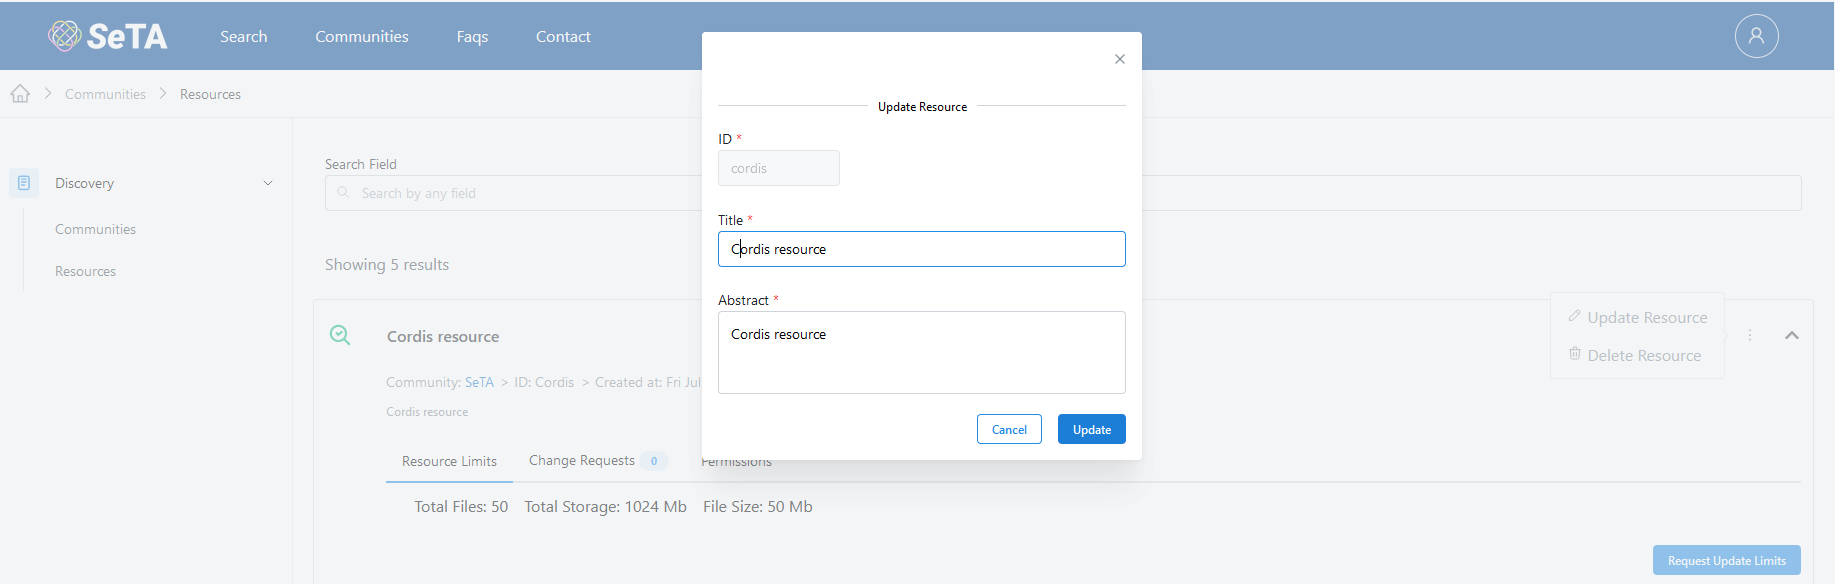 SeTA Search Communities Faqs Contact
Communities Resources
Discovery
Communities
Resources
Search Field
Search by any field
Showing 5 results
Cordis resource
Community: SeTA > ID: Cordis > Created at: Fri Jul
Cordis resource
Resource Limits Change Requests 0 Permissions
Total Files: 50 Total Storage: 1024 Mb File Size: 50 Mb
Update Resource
Delete Resource
Request Update Limits
Update Resource
ID *
cordis
Title *
Cordis resource
Abstract *
Cordis resource
Cancel Update